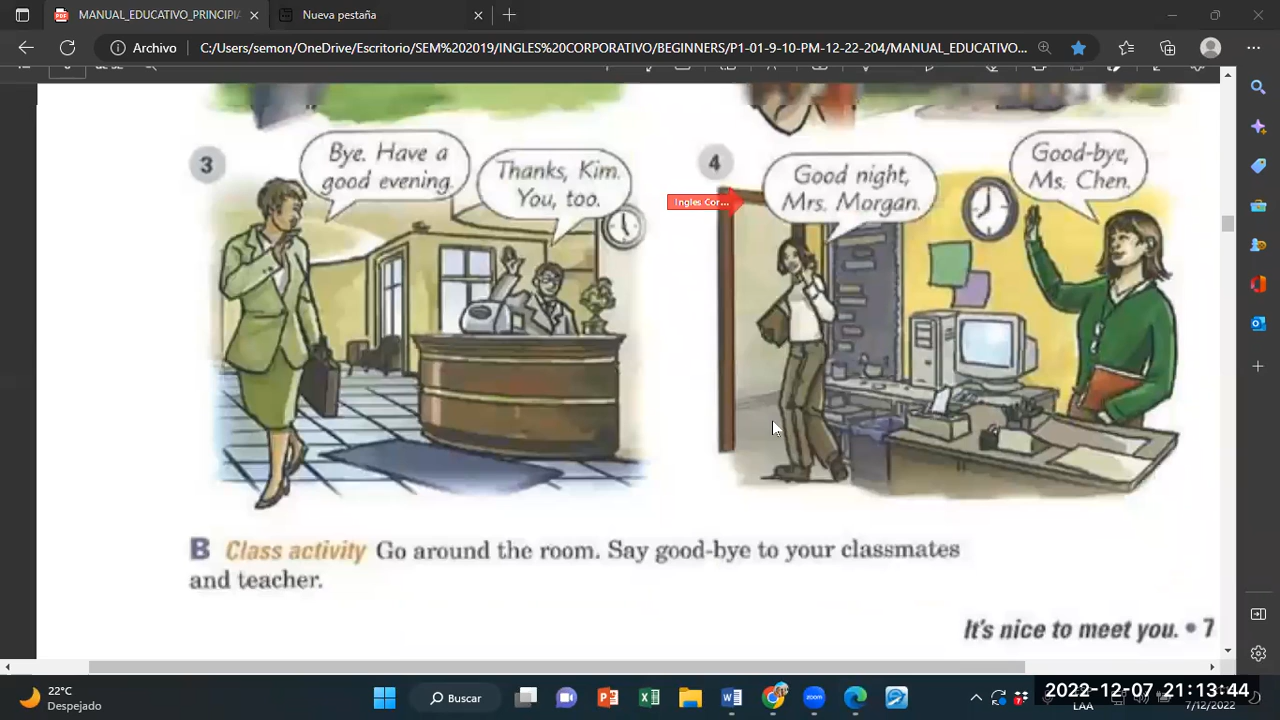 MANUAL_EDUCATIVO_PRINCIPIA
Nueva pestaña
Archivo
C:/Users/semon/OneDrive/Escritorio/SEM%202019/INGLES%20CORPORATIVO/BEGINNERS/P1-01-9-10-PM-12-22-204/MANUAL_EDUCATIVO...
3
Bye. Have a
good evening.
Thanks, Kim.
You, too.
4
Ingles Cor...
Good night,
Mrs. Morgan.
Good-bye,
Ms. Chen.
B Class activity Go around the room. Say good-bye to your classmates
and teacher.
It's nice to meet you. • 7
22°C
Despejado
Buscar
2022-12-07 21:13:44
LAA
7/12/2022